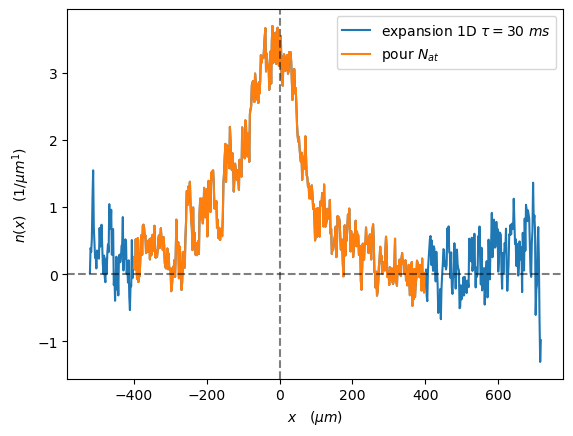 expansion 1D τ = 30 ms
pour N_at
3
2
1
0
−1
n(x) (1/μm¹)
−400 −200 0 200 400 600
x (μm)